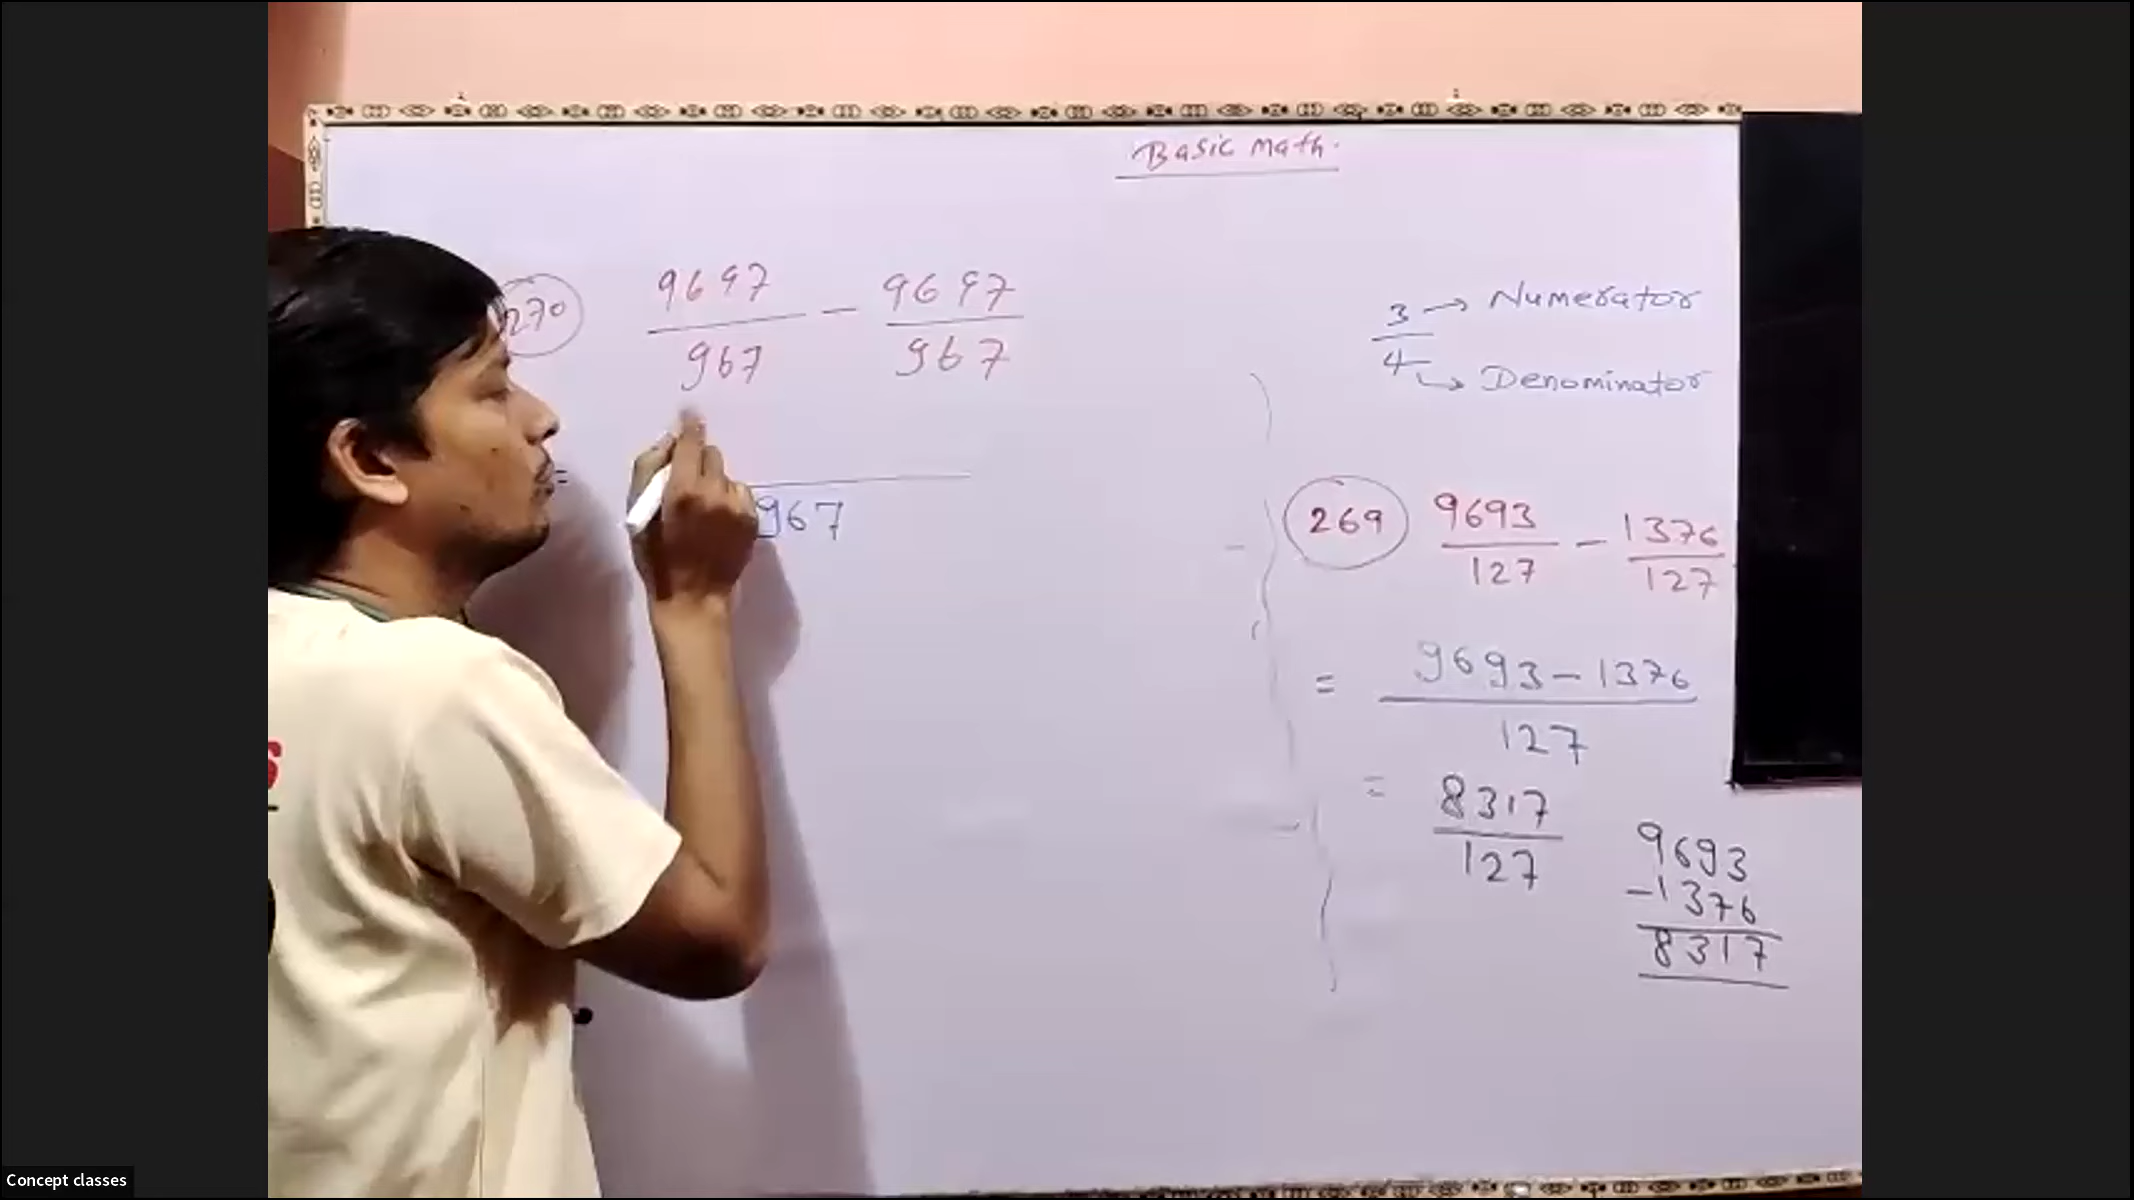 Basic Math.
270 9697/967 - 9697/967
= /967
3/4 → Numerator
→ Denominator
269 9693/127 - 1376/127
= 9693-1376/127
= 8317/127
9693
-1376
8317
Concept classes